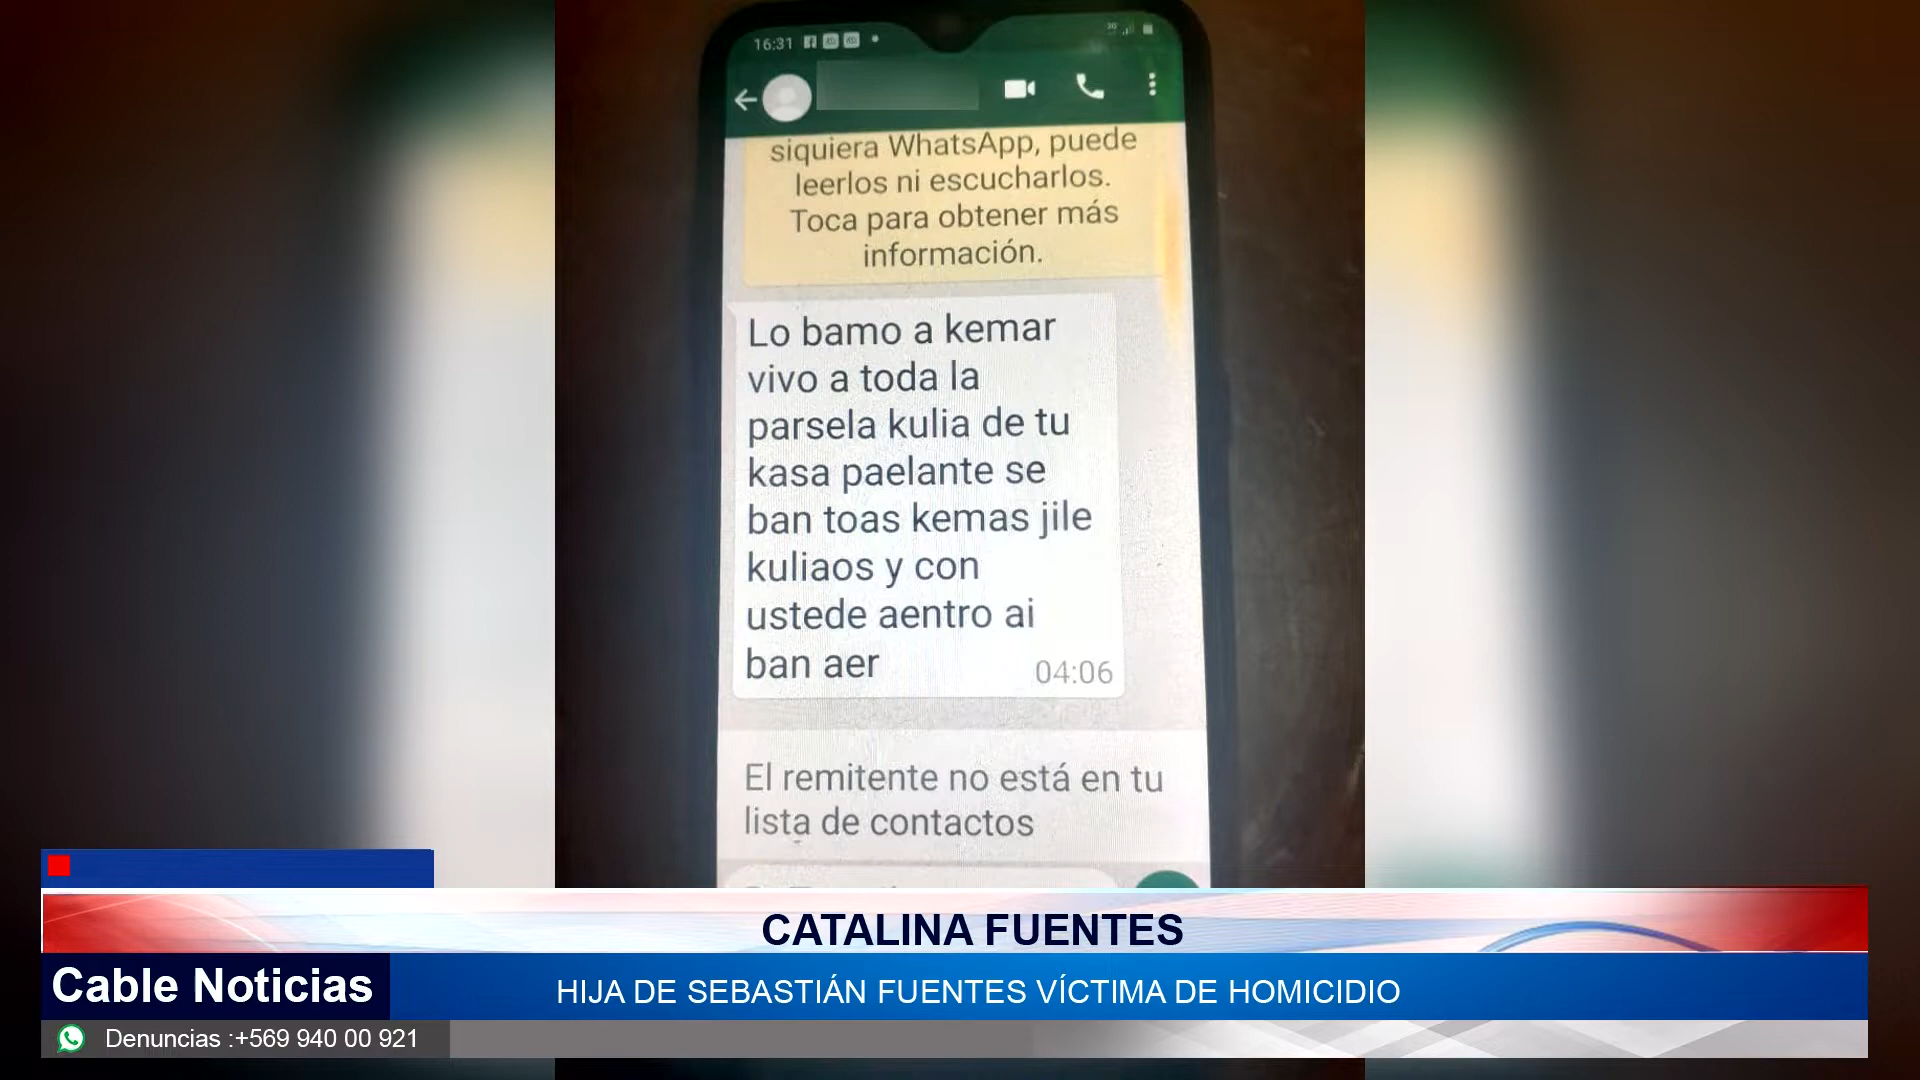 16:31
siquiera WhatsApp, puede
leerlos ni escucharlos.
Toca para obtener más
información.
Lo bamo a kemar
vivo a toda la
parsela kulia de tu
kasa paelante se
ban toas kemas jile
kuliaos y con
ustede aentro ai
ban aer
04:06
El remitente no está en tu
lista de contactos
CATALINA FUENTES
Cable Noticias
HIJA DE SEBASTIÁN FUENTES VÍCTIMA DE HOMICIDIO
Denuncias :+569 940 00 921